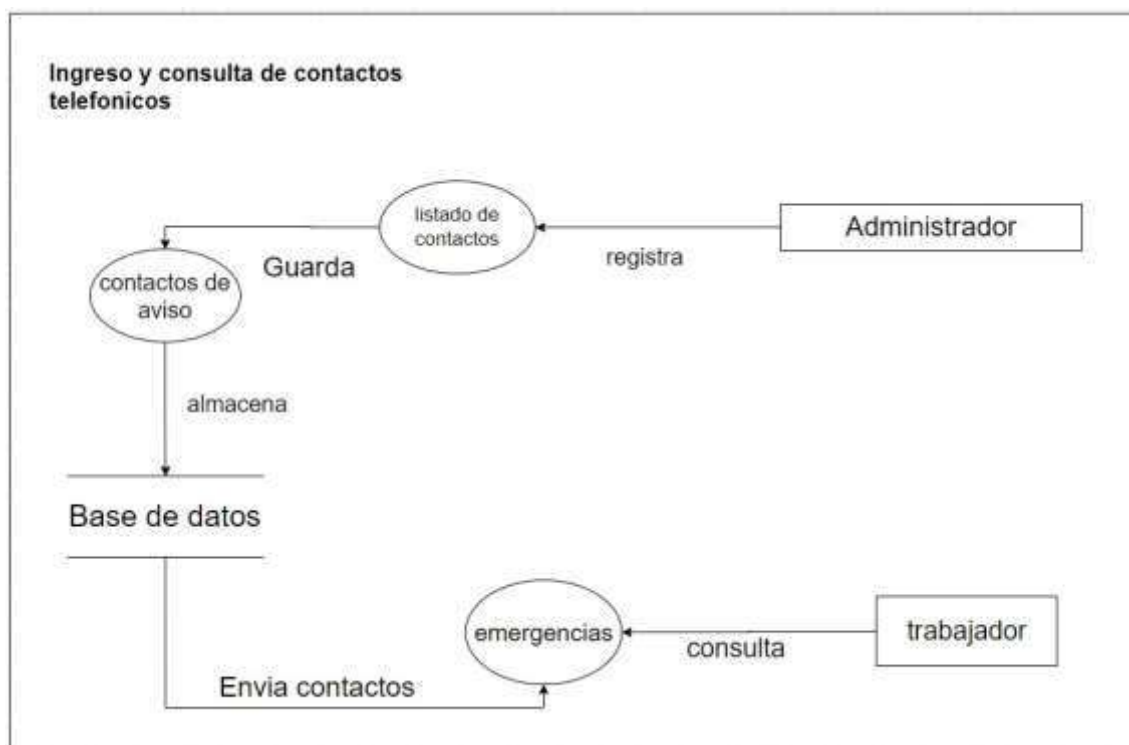 Ingreso y consulta de contactos
telefonicos
listado de
contactos
Administrador
registra
Guarda
contactos de
aviso
almacena
Base de datos
emergencias
consulta
trabajador
Envia contactos